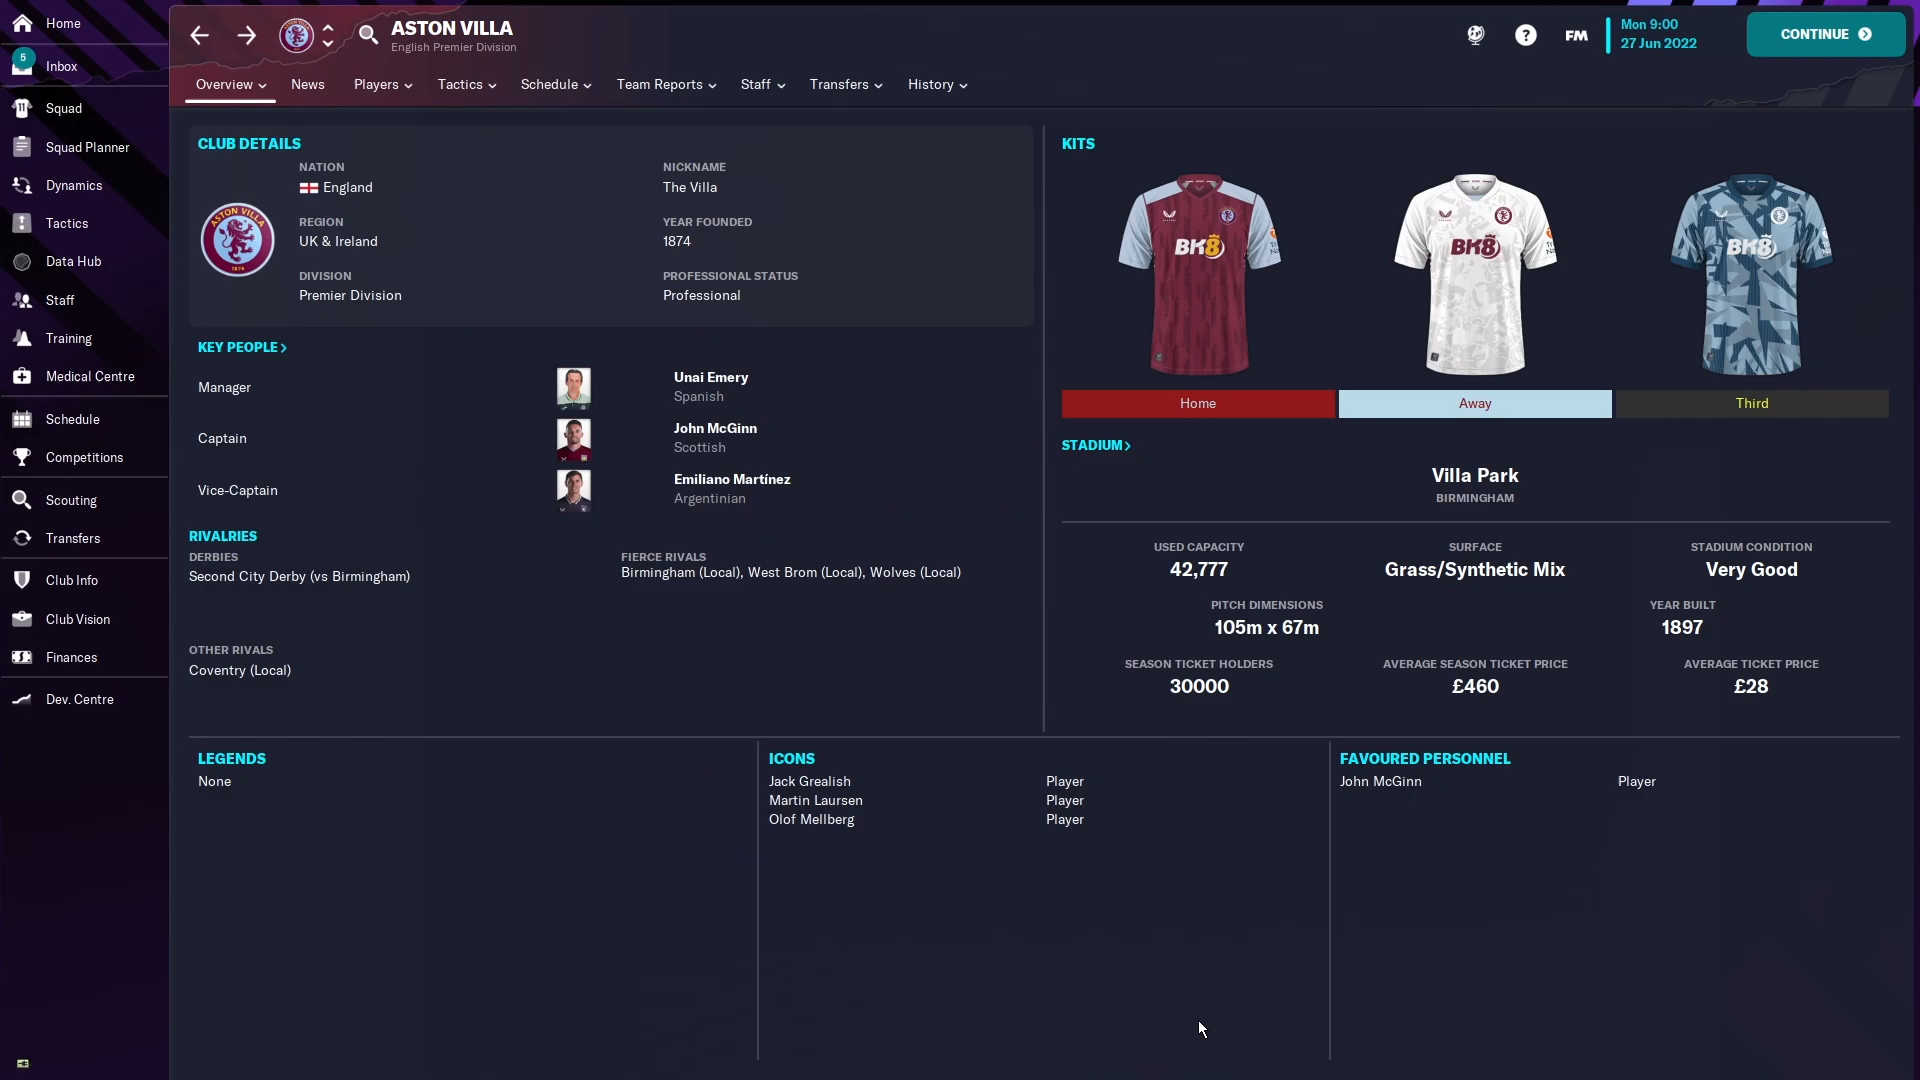 Home
5
Inbox
Squad
Squad Planner
Dynamics
Tactics
Data Hub
Staff
Training
Medical Centre
Schedule
Competitions
Scouting
Transfers
Club Info
Club Vision
Finances
Dev. Centre
ASTON VILLA
English Premier Division
?
FM
Mon 9:00
27 Jun 2022
CONTINUE
Overview
News
Players
Tactics
Schedule
Team Reports
Staff
Transfers
History
CLUB DETAILS
ASTON VILLA
1874
NATION
England
NICKNAME
The Villa
REGION
UK & Ireland
YEAR FOUNDED
1874
DIVISION
Premier Division
PROFESSIONAL STATUS
Professional
KEY PEOPLE
Manager
Unai Emery
Spanish
Captain
John McGinn
Scottish
Vice-Captain
Emiliano Martínez
Argentinian
RIVALRIES
DERBIES
Second City Derby (vs Birmingham)
FIERCE RIVALS
Birmingham (Local), West Brom (Local), Wolves (Local)
OTHER RIVALS
Coventry (Local)
KITS
BK8
BK8
BK8
Home
Away
Third
STADIUM
Villa Park
BIRMINGHAM
USED CAPACITY
42,777
SURFACE
Grass/Synthetic Mix
STADIUM CONDITION
Very Good
PITCH DIMENSIONS
105m x 67m
YEAR BUILT
1897
SEASON TICKET HOLDERS
30000
AVERAGE SEASON TICKET PRICE
£460
AVERAGE TICKET PRICE
£28
LEGENDS
None
ICONS
Jack Grealish Player
Martin Laursen Player
Olof Mellberg Player
FAVOURED PERSONNEL
John McGinn Player